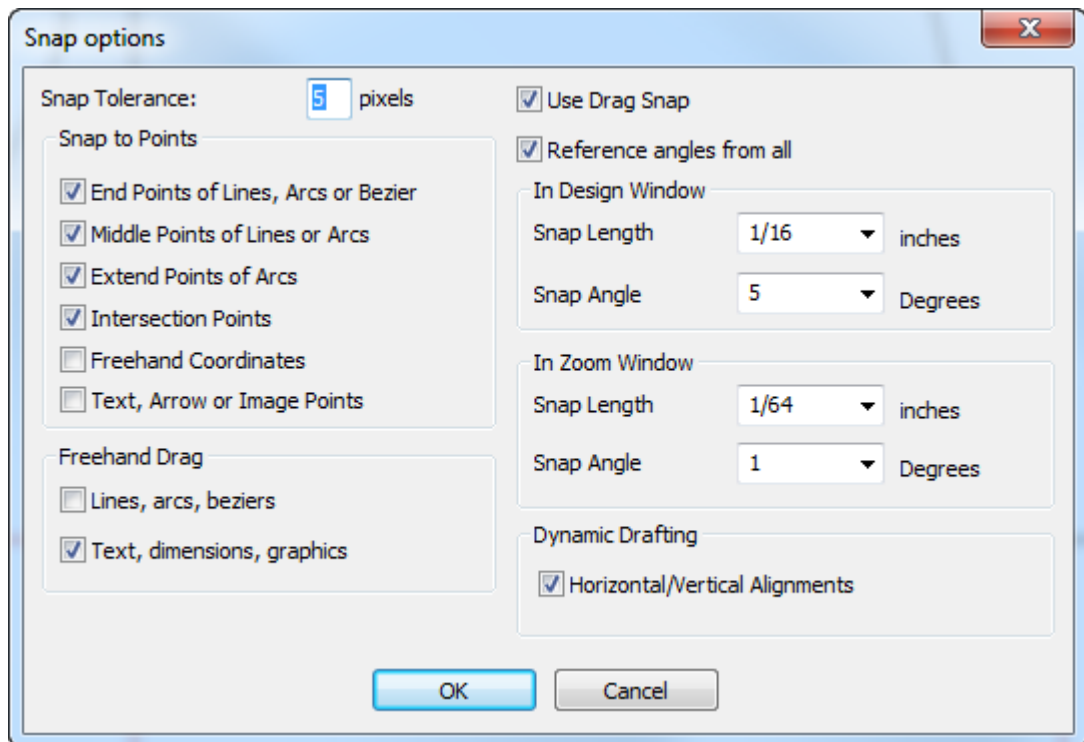 Snap options
Snap Tolerance: 5 pixels
Snap to Points
End Points of Lines, Arcs or Bezier
Middle Points of Lines or Arcs
Extend Points of Arcs
Intersection Points
Freehand Coordinates
Text, Arrow or Image Points
Freehand Drag
Lines, arcs, beziers
Text, dimensions, graphics
Use Drag Snap
Reference angles from all
In Design Window
Snap Length 1/16 inches
Snap Angle 5 Degrees
In Zoom Window
Snap Length 1/64 inches
Snap Angle 1 Degrees
Dynamic Drafting
Horizontal/Vertical Alignments
OK Cancel